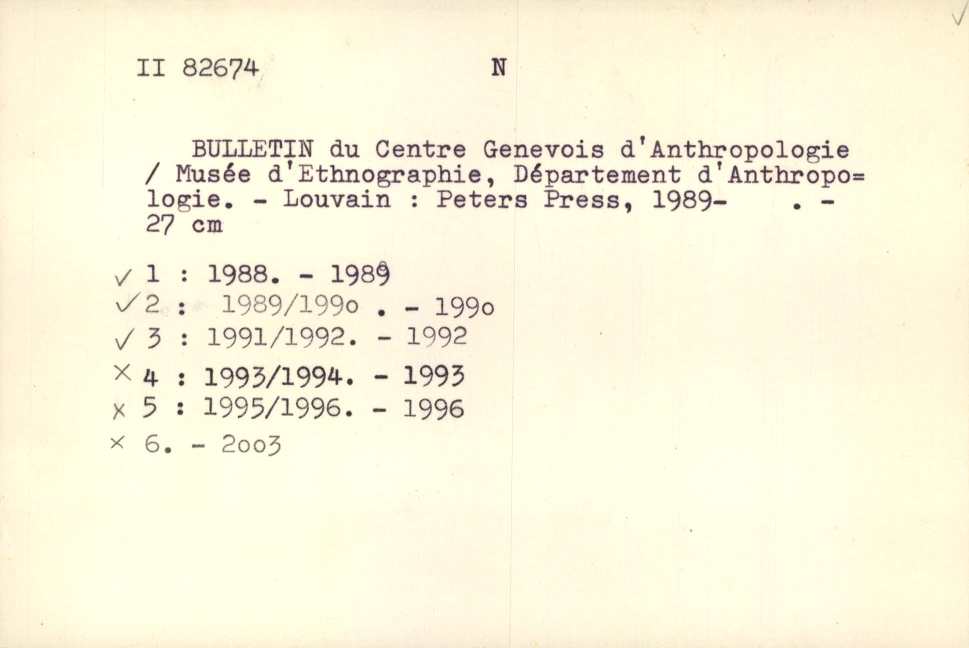 II 82674 N
BULLETIN du Centre Genevois d'Anthropologie
/ Musée d'Ethnographie, Département d'Anthropo=
logie. - Louvain : Peters Press, 1989- . -
27 cm
✓ 1 : 1988. - 1989
✓ 2 : 1989/1990 . - 1990
✓ 3 : 1991/1992. - 1992
× 4 : 1993/1994. - 1993
× 5 : 1995/1996. - 1996
× 6. - 2003